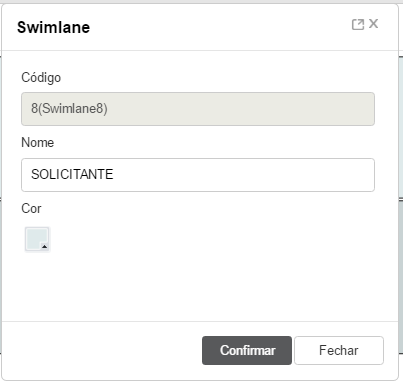 Swimlane
Código
8(Swimlane8)
Nome
SOLICITANTE
Cor
Confirmar
Fechar